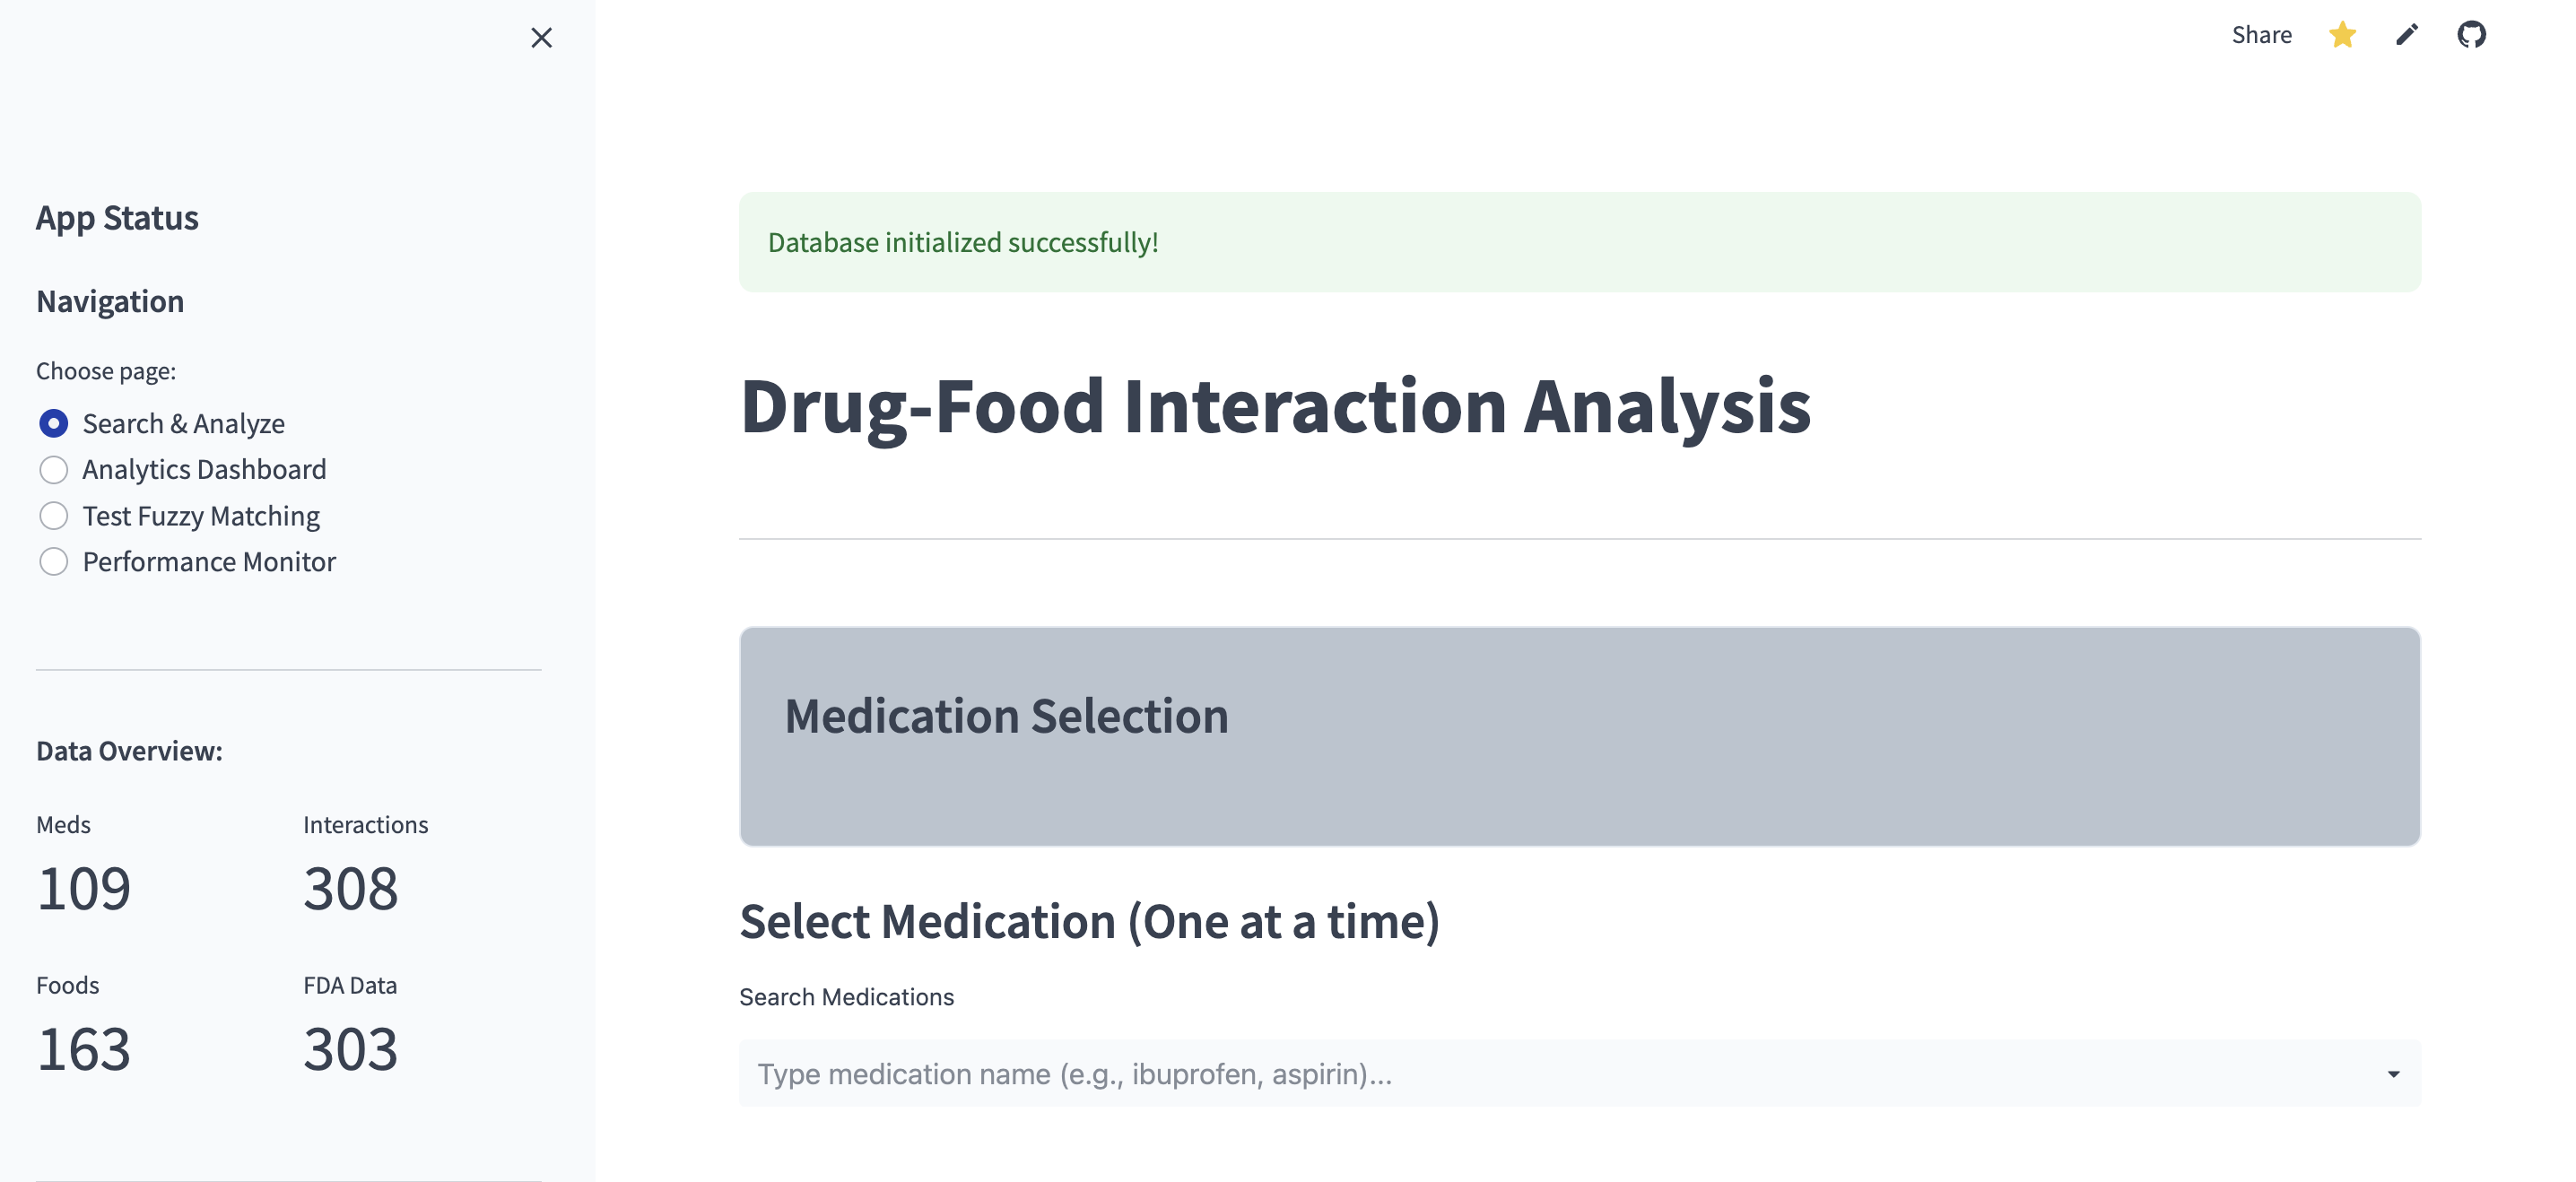 Share
App Status
Navigation
Choose page:
Search & Analyze
Analytics Dashboard
Test Fuzzy Matching
Performance Monitor
Data Overview:
Meds
Interactions
109
308
Foods
FDA Data
163
303
Database initialized successfully!
Drug-Food Interaction Analysis
Medication Selection
Select Medication (One at a time)
Search Medications
Type medication name (e.g., ibuprofen, aspirin)...